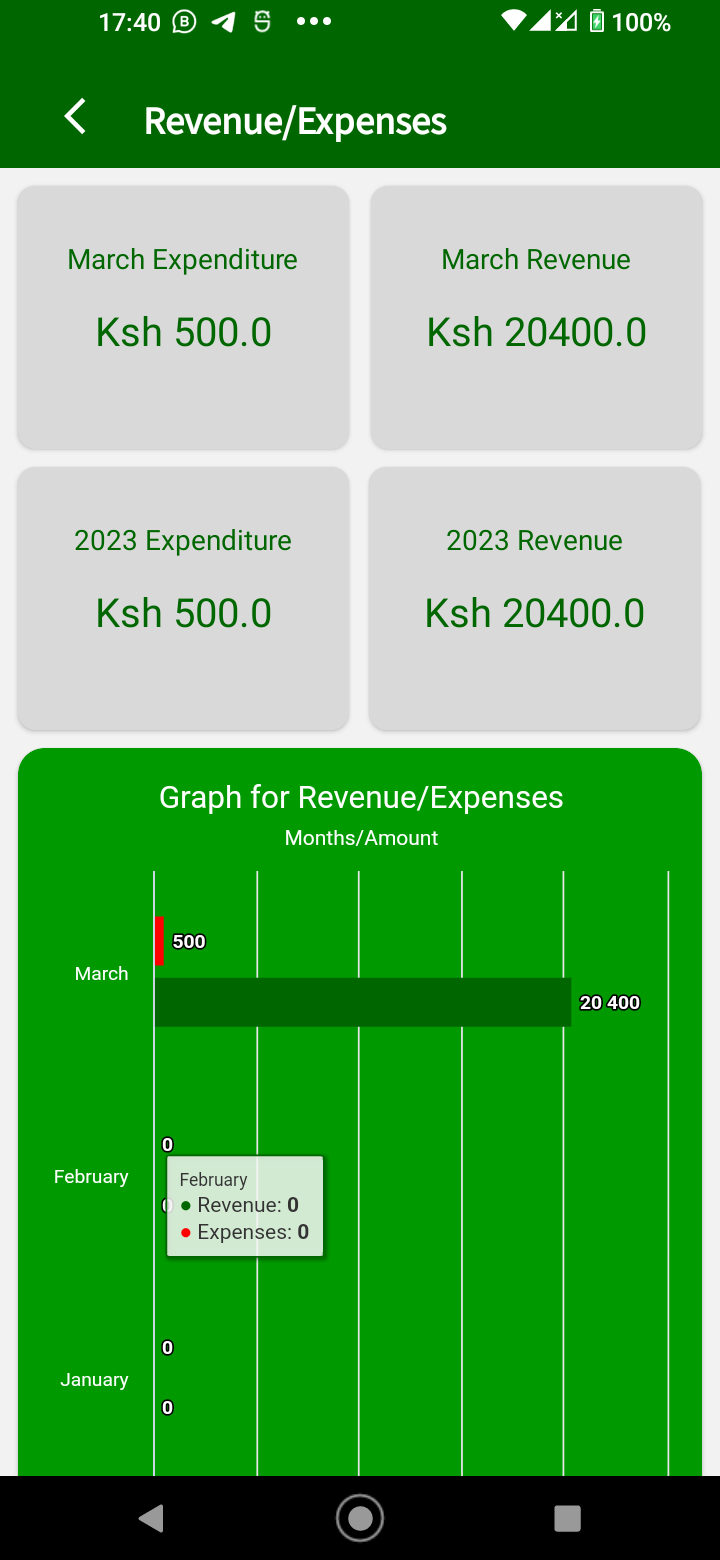 17:40 100%
Revenue/Expenses
March Expenditure
Ksh 500.0
March Revenue
Ksh 20400.0
2023 Expenditure
Ksh 500.0
2023 Revenue
Ksh 20400.0
Graph for Revenue/Expenses
Months/Amount
500
March
20 400
0
February
0
February
Revenue: 0
Expenses: 0
0
January
0